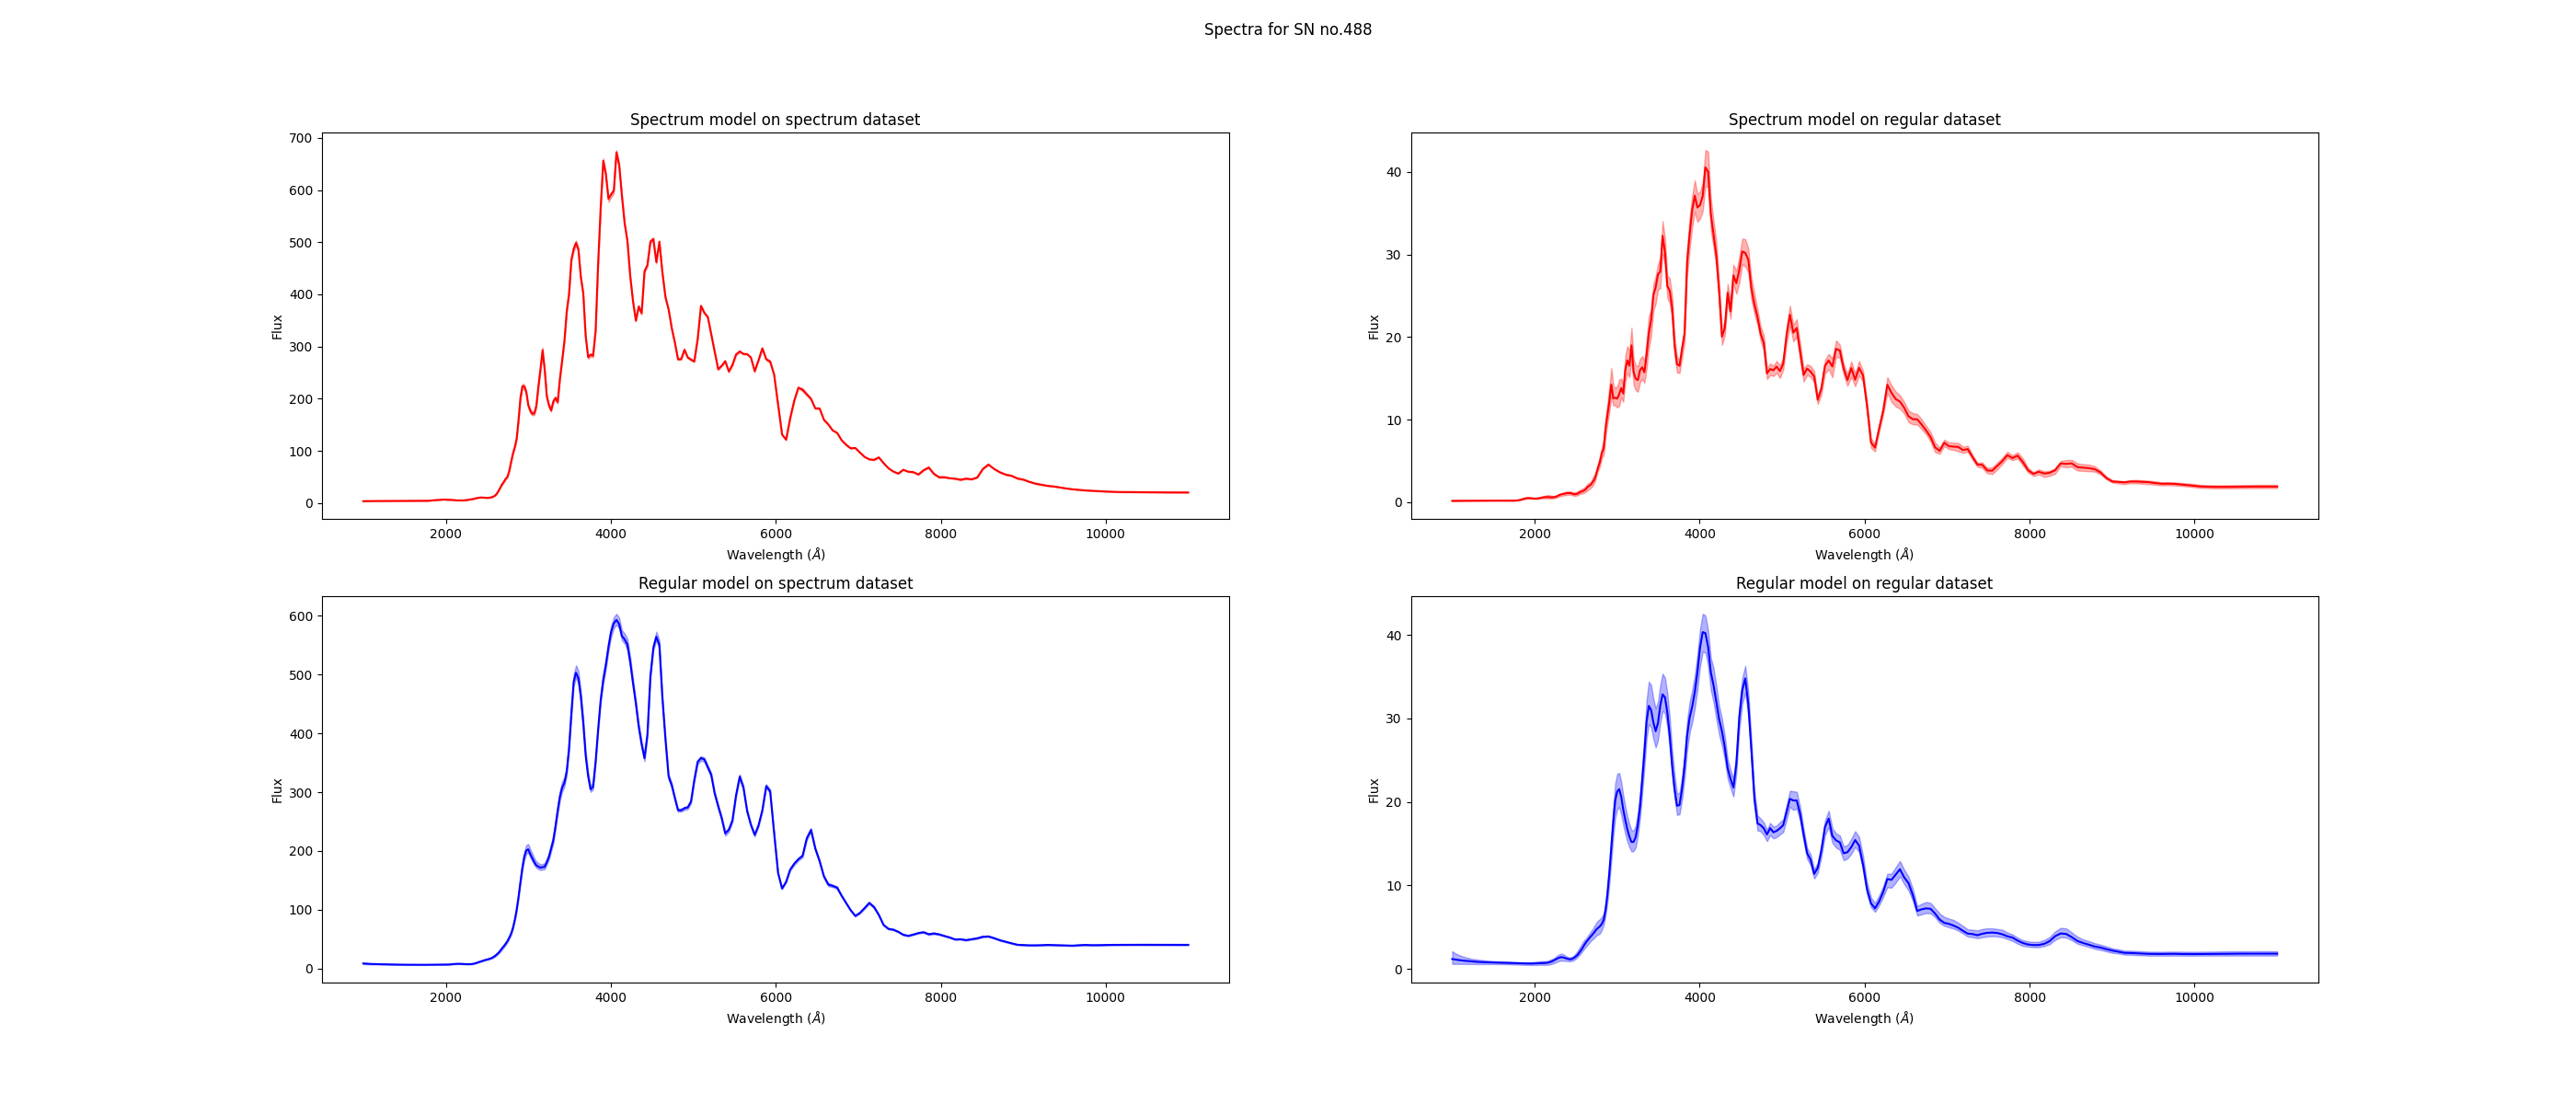 Spectra for SN no.488
Spectrum model on spectrum dataset
700
600
500
400
300
200
100
0
Flux
2000 4000 6000 8000 10000
Wavelength (Å)
Spectrum model on regular dataset
40
30
20
10
0
Flux
2000 4000 6000 8000 10000
Wavelength (Å)
Regular model on spectrum dataset
600
500
400
300
200
100
0
Flux
2000 4000 6000 8000 10000
Wavelength (Å)
Regular model on regular dataset
40
30
20
10
0
Flux
2000 4000 6000 8000 10000
Wavelength (Å)